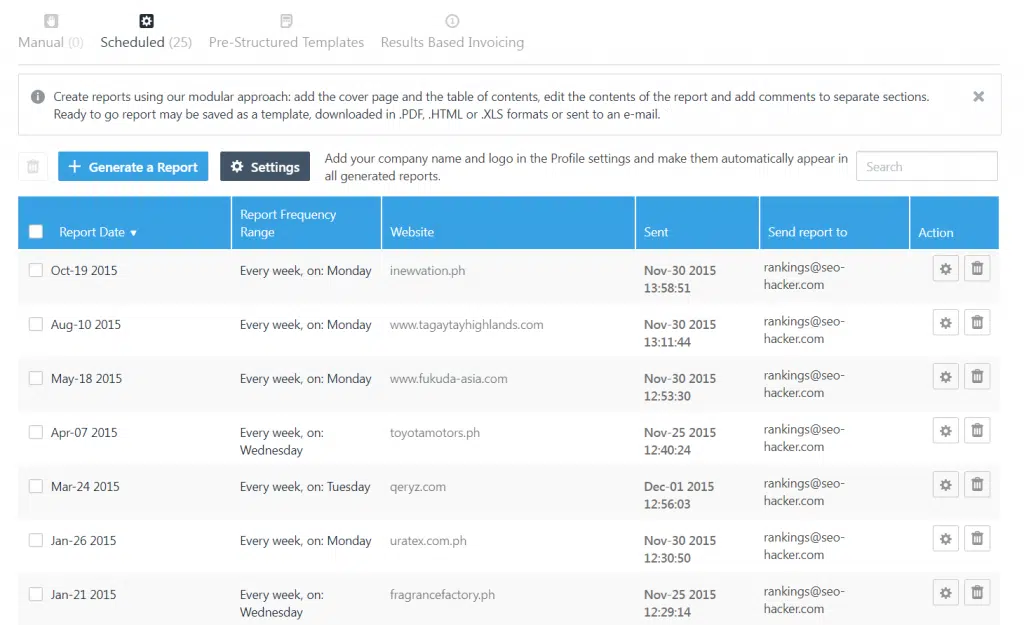 Manual (0) Scheduled (25) Pre-Structured Templates Results Based Invoicing
Create reports using our modular approach: add the cover page and the table of contents, edit the contents of the report and add comments to separate sections.
Ready to go report may be saved as a template, downloaded in .PDF, .HTML or .XLS formats or sent to an e-mail.
Generate a Report
Settings
Add your company name and logo in the Profile settings and make them automatically appear in
all generated reports.
Search
Report Date
Report Frequency
Range
Website
Sent
Send report to
Action
Oct-19 2015
Every week, on: Monday
inewvation.ph
Nov-30 2015
13:58:51
rankings@seo-
hacker.com
Aug-10 2015
Every week, on: Monday
www.tagaytayhighlands.com
Nov-30 2015
13:11:44
rankings@seo-
hacker.com
May-18 2015
Every week, on: Monday
www.fukuda-asia.com
Nov-30 2015
12:53:30
rankings@seo-
hacker.com
Apr-07 2015
Every week, on:
Wednesday
toyotamotors.ph
Nov-25 2015
12:40:24
rankings@seo-
hacker.com
Mar-24 2015
Every week, on: Tuesday
qeryz.com
Dec-01 2015
12:56:03
rankings@seo-
hacker.com
Jan-26 2015
Every week, on: Monday
uratex.com.ph
Nov-30 2015
12:30:50
rankings@seo-
hacker.com
Jan-21 2015
Every week, on:
Wednesday
fragrancefactory.ph
Nov-25 2015
12:29:14
rankings@seo-
hacker.com